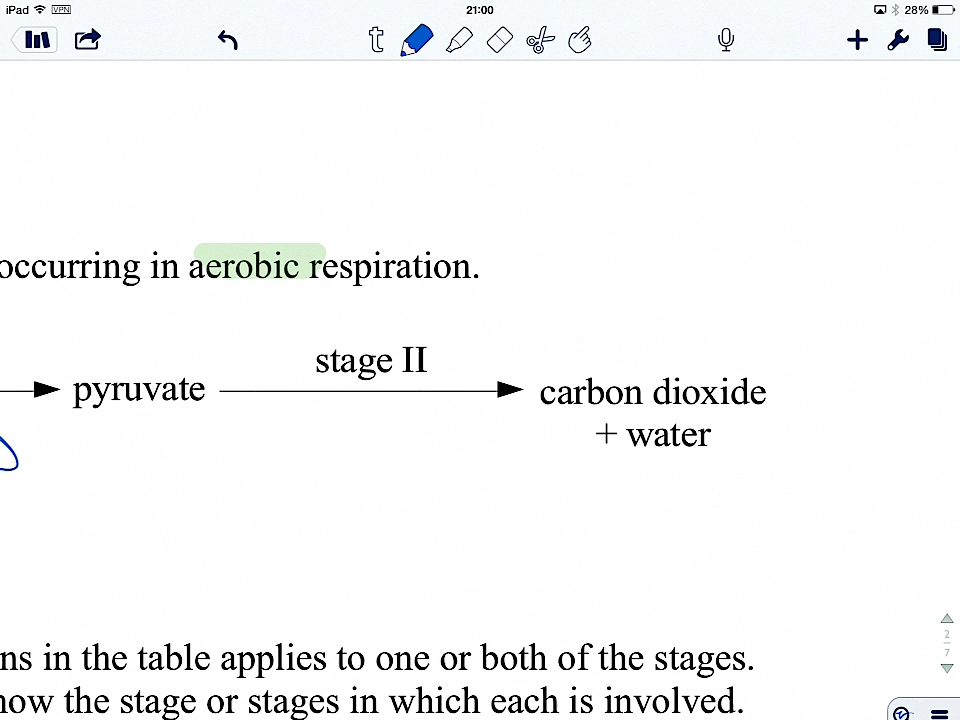 iPad VPN 21:00 28%
t
occurring in aerobic respiration.
stage II
pyruvate
carbon dioxide
+ water
2
7
ns in the table applies to one or both of the stages.
how the stage or stages in which each is involved.